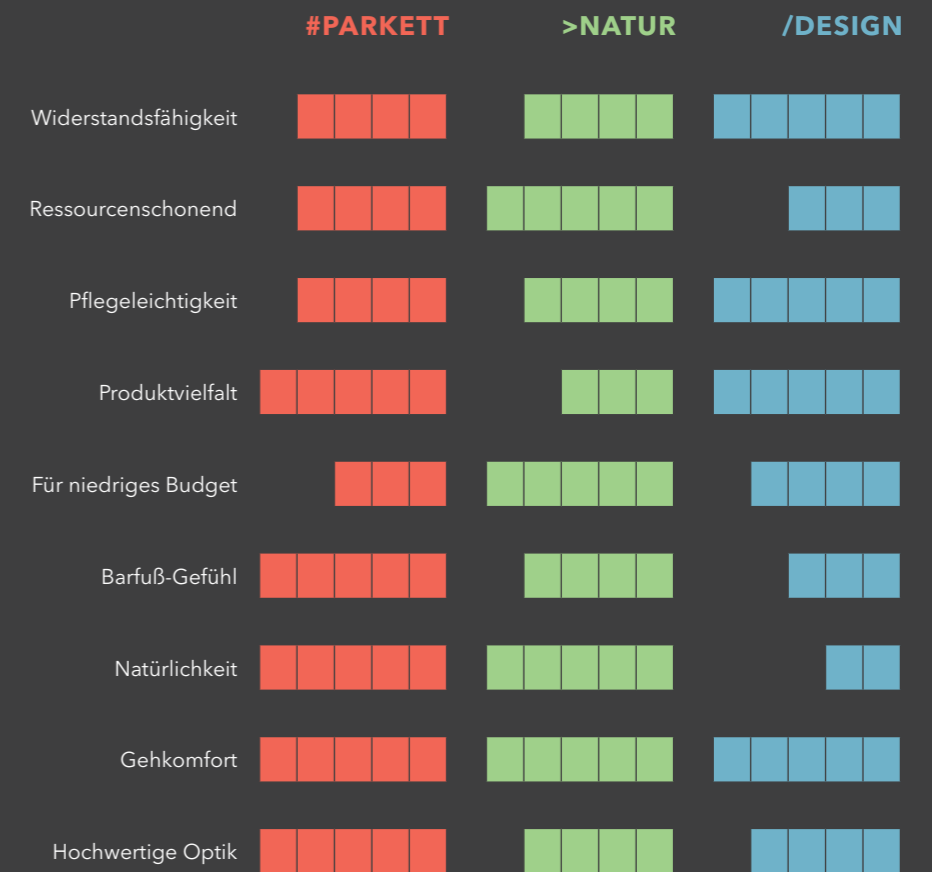 #PARKETT >NATUR /DESIGN
Widerstandsfähigkeit
Ressourcenschonend
Pflegeleichtigkeit
Produktvielfalt
Für niedriges Budget
Barfuß-Gefühl
Natürlichkeit
Gehkomfort
Hochwertige Optik